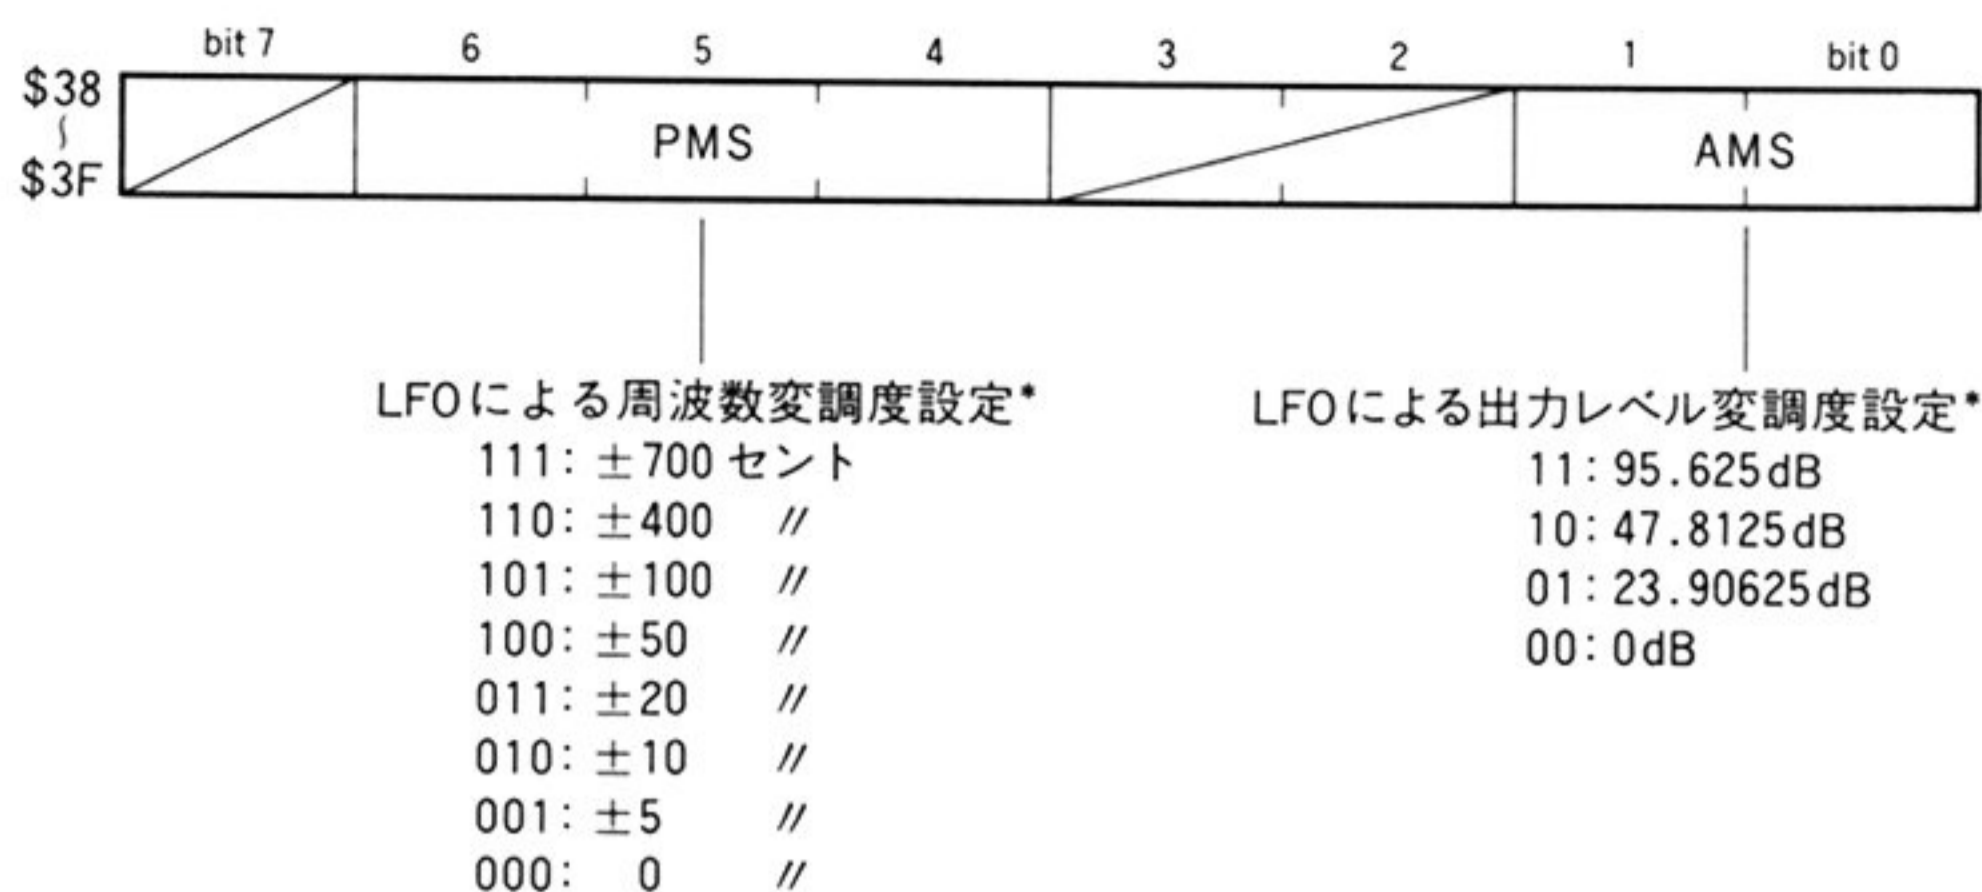 bit 7 6 5 4 3 2 1 bit 0
$38
〜
$3F
PMS
AMS
LFOによる周波数変調度設定*
111: ±700 セント
110: ±400 〃
101: ±100 〃
100: ±50 〃
011: ±20 〃
010: ±10 〃
001: ±5 〃
000: 0 〃
LFOによる出力レベル変調度設定*
11: 95.625dB
10: 47.8125dB
01: 23.90625dB
00: 0dB